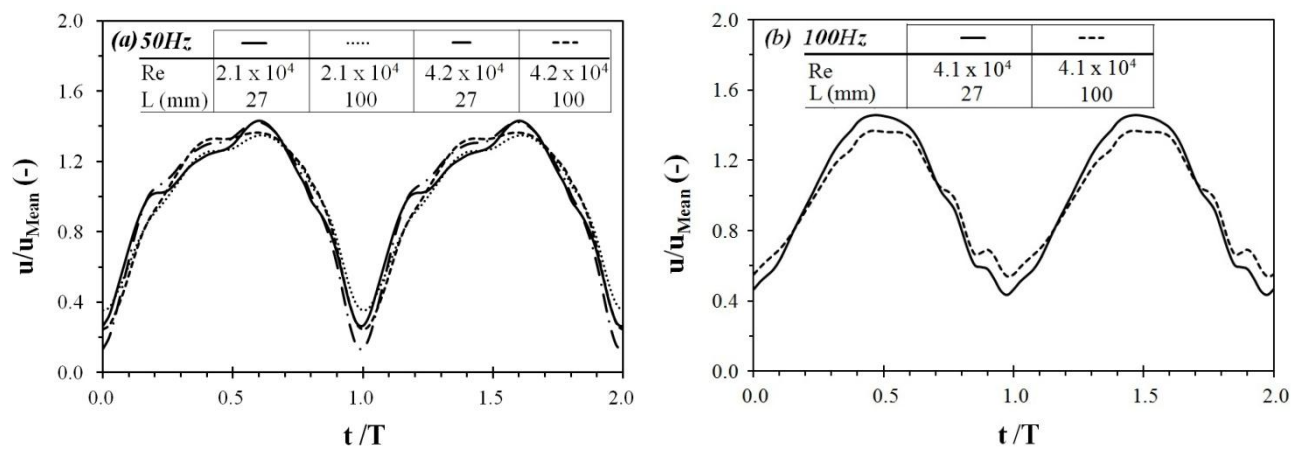 (a) 50Hz
Re 2.1 x 10⁴ 2.1 x 10⁴ 4.2 x 10⁴ 4.2 x 10⁴
L (mm) 27 100 27 100
2.0
1.6
1.2
0.8
0.4
0.0
u/u_Mean (-)
0.0 0.5 1.0 1.5 2.0
t /T
(b) 100Hz
Re 4.1 x 10⁴ 4.1 x 10⁴
L (mm) 27 100
2.0
1.6
1.2
0.8
0.4
0.0
u/u_Mean (-)
0.0 0.5 1.0 1.5 2.0
t /T